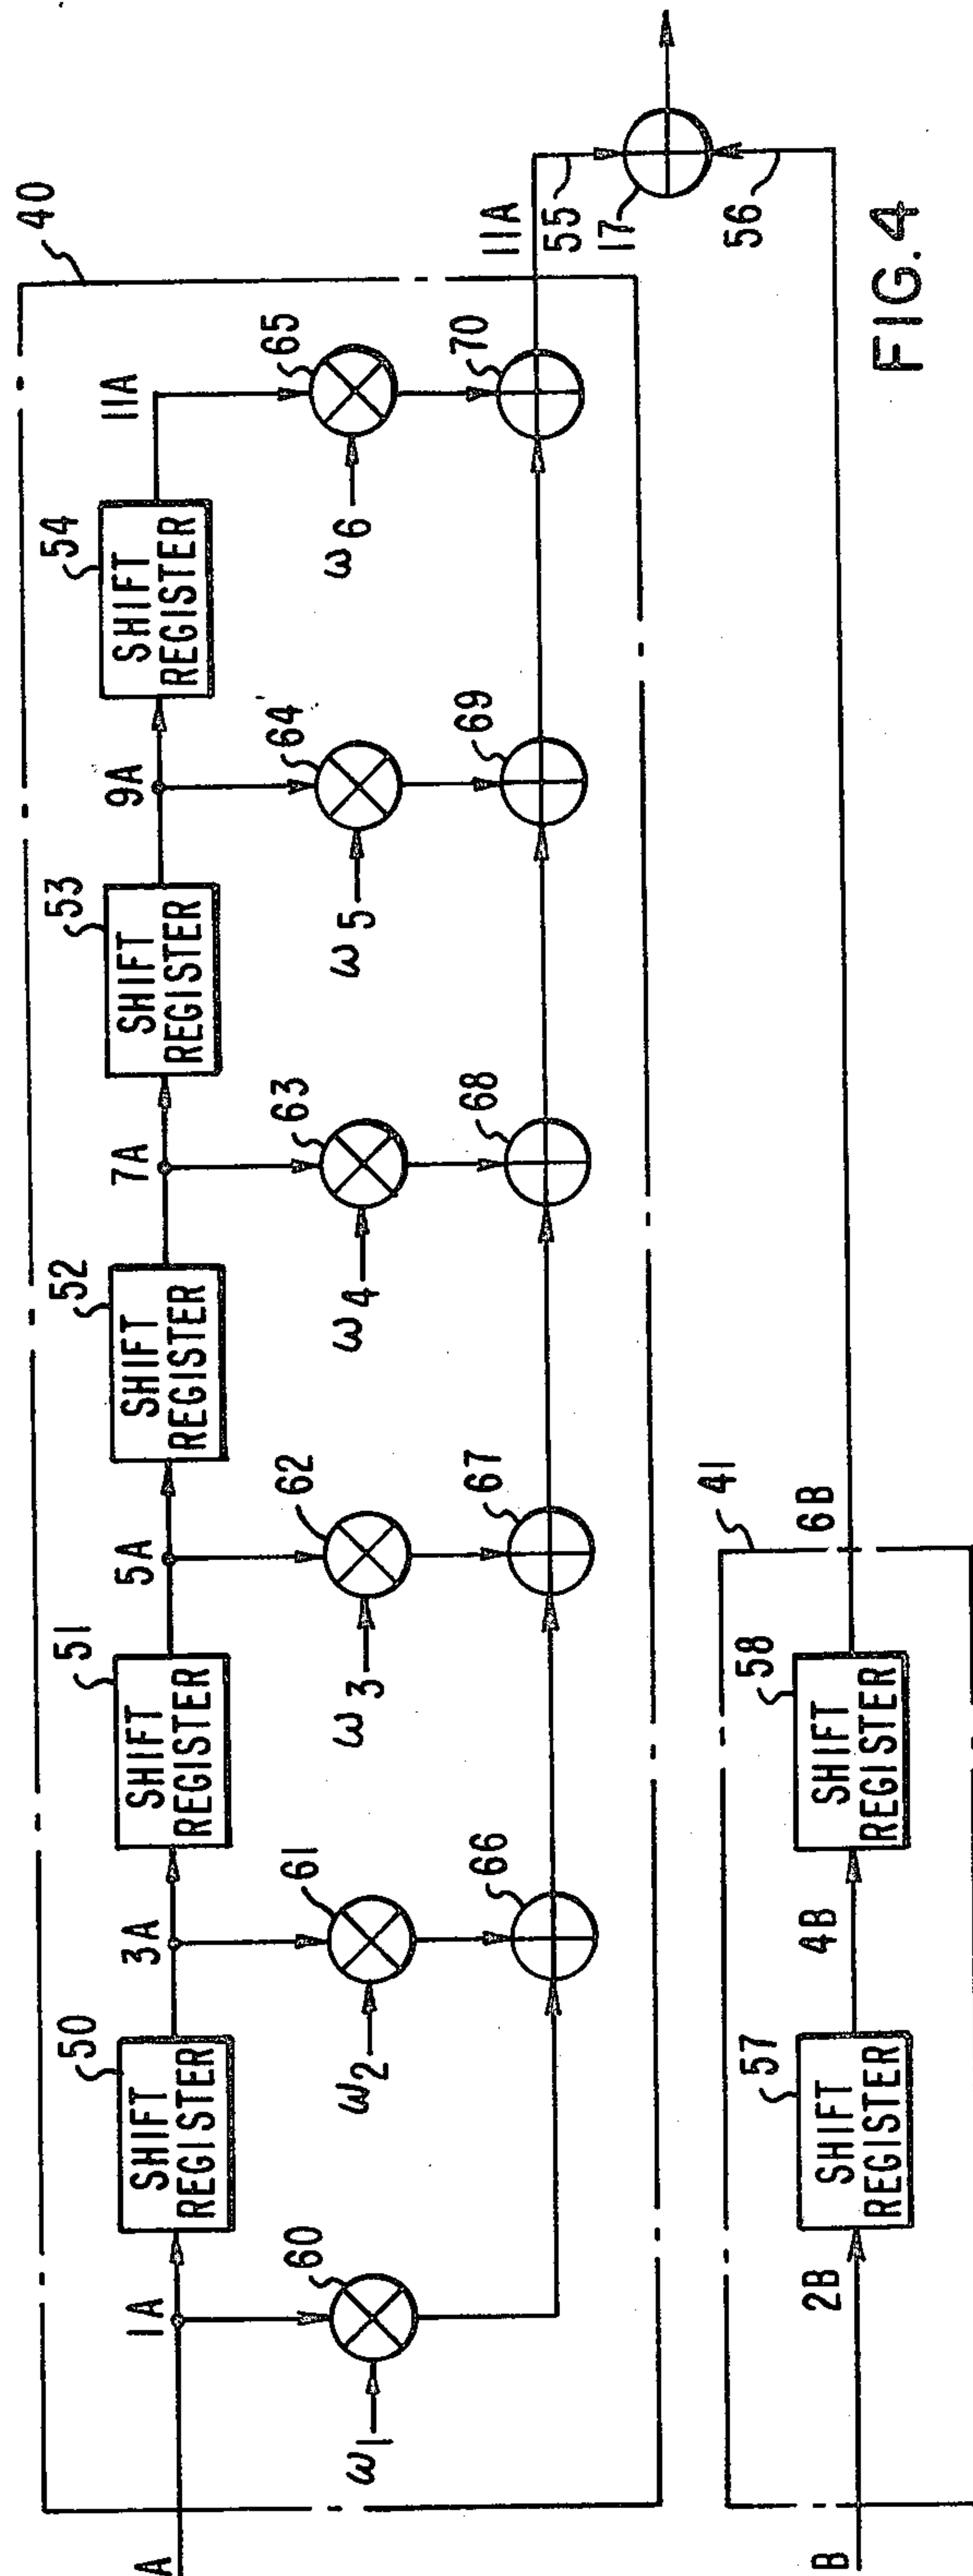 40
50
SHIFT
REGISTER
51
SHIFT
REGISTER
52
SHIFT
REGISTER
53
SHIFT
REGISTER
54
SHIFT
REGISTER
A
1A
3A
5A
7A
9A
11A
60
61
62
63
64
65
ω1
ω2
ω3
ω4
ω5
ω6
66
67
68
69
70
11A
55
17
56
41
57
SHIFT
REGISTER
58
SHIFT
REGISTER
B
2B
4B
6B
FIG. 4